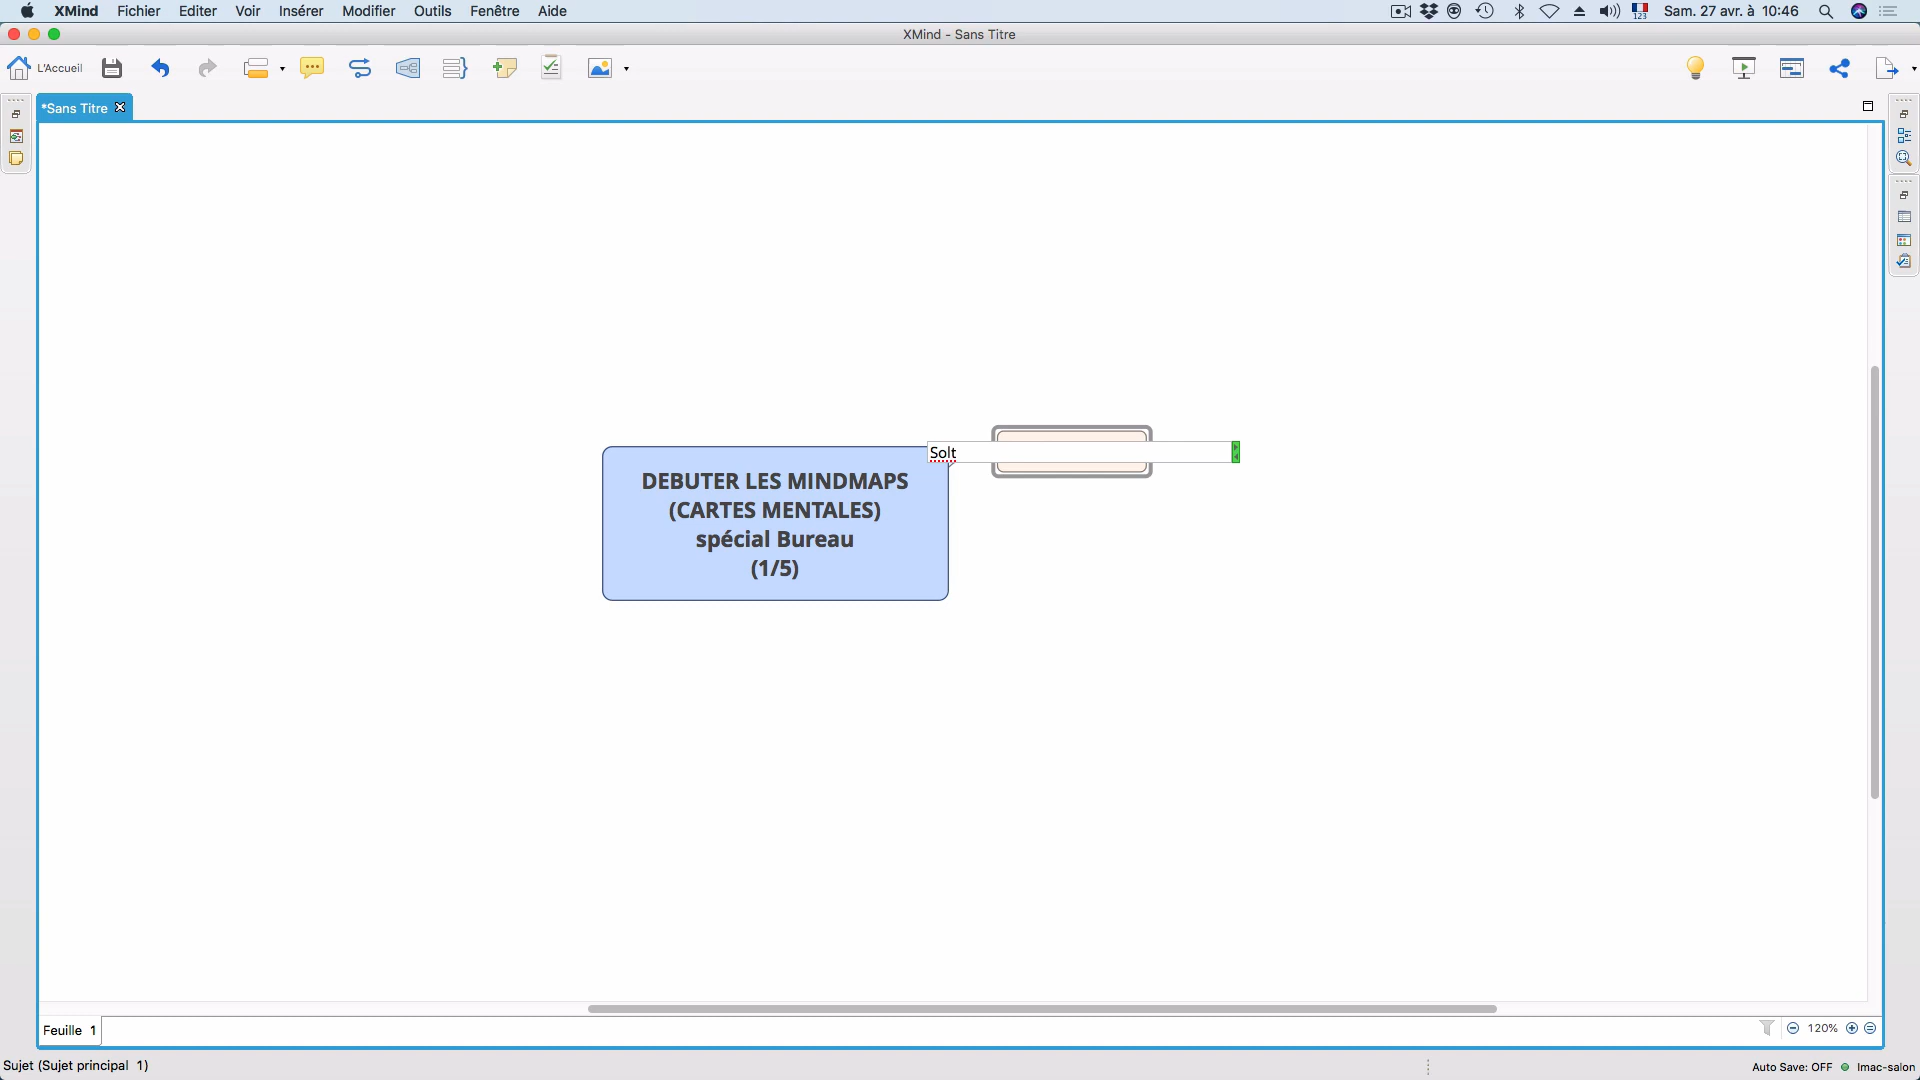 XMind Fichier Editer Voir Insérer Modifier Outils Fenêtre Aide
123 Sam. 27 avr. à 10:46
XMind - Sans Titre
L'Accueil
*Sans Titre
Solt
DEBUTER LES MINDMAPS
(CARTES MENTALES)
spécial Bureau
(1/5)
Feuille 1
120%
Sujet (Sujet principal 1)
Auto Save: OFF Imac-salon